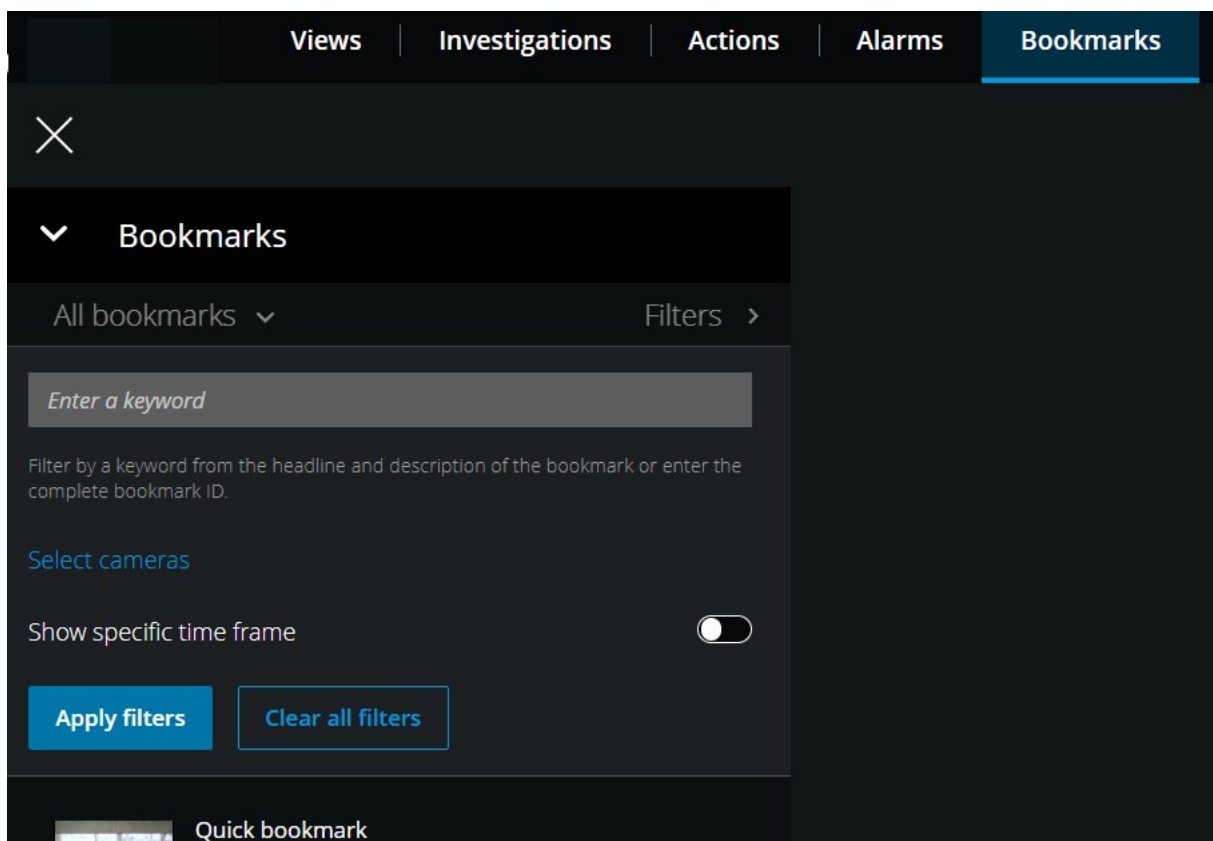 Views Investigations Actions Alarms Bookmarks
Bookmarks
All bookmarks Filters
Enter a keyword
Filter by a keyword from the headline and description of the bookmark or enter the
complete bookmark ID.
Select cameras
Show specific time frame
Apply filters Clear all filters
Quick bookmark